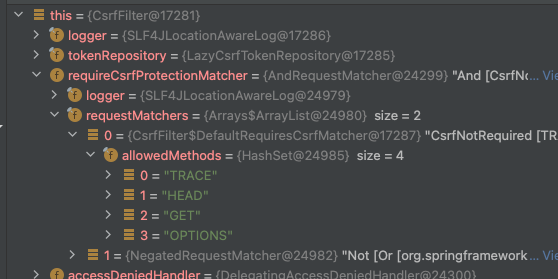 this = {CsrfFilter@17281}
f logger = {SLF4JLocationAwareLog@17286}
f tokenRepository = {LazyCsrfTokenRepository@17285}
f requireCsrfProtectionMatcher = {AndRequestMatcher@24299} "And [CsrfNo... Vie
f logger = {SLF4JLocationAwareLog@24979}
f requestMatchers = {Arrays$ArrayList@24980} size = 2
0 = {CsrfFilter$DefaultRequiresCsrfMatcher@17287} "CsrfNotRequired [TR
f allowedMethods = {HashSet@24985} size = 4
0 = "TRACE"
1 = "HEAD"
2 = "GET"
3 = "OPTIONS"
1 = {NegatedRequestMatcher@24982} "Not [Or [org.springframework... Vie
f accessDeniedHandler = {DelegatingAccessDeniedHandler@24300}